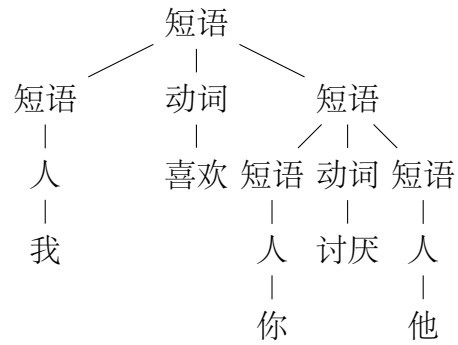 短语
短语 动词 短语
人 喜欢 短语 动词 短语
我 人 讨厌 人
你 他